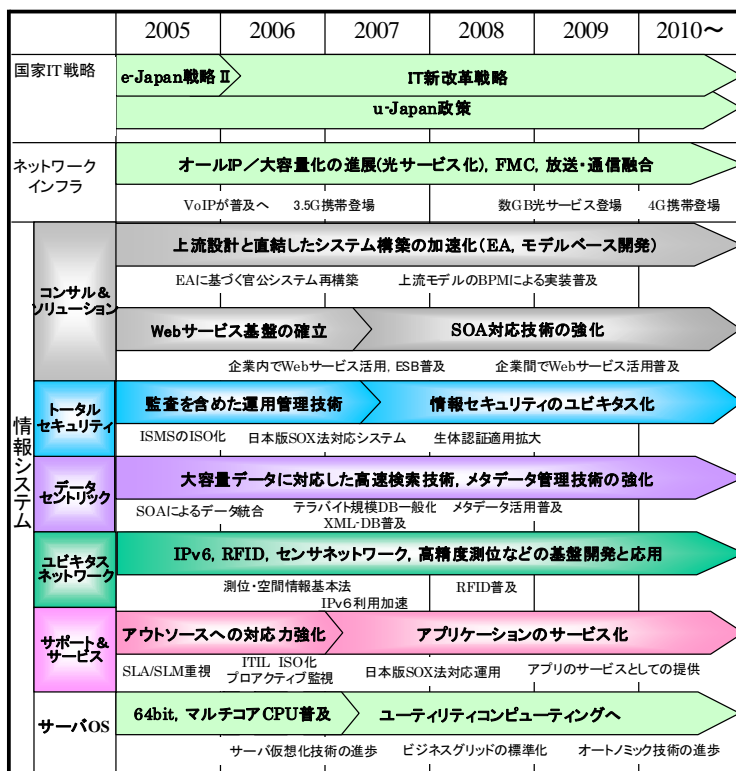 2005 2006 2007 2008 2009 2010～
国家IT戦略
e-Japan戦略Ⅱ IT新改革戦略
u-Japan政策
ネットワーク
インフラ
オールIP／大容量化の進展(光サービス化), FMC, 放送・通信融合
VoIPが普及へ 3.5G携帯登場 数GB光サービス登場 4G携帯登場
情報システム
コンサル＆
ソリューション
上流設計と直結したシステム構築の加速化(EA, モデルベース開発)
EAに基づく官公システム再構築 上流モデルのBPMによる実装普及
Webサービス基盤の確立 SOA対応技術の強化
企業内でWebサービス活用, ESB普及 企業間でWebサービス活用普及
トータル
セキュリティ
監査を含めた運用管理技術 情報セキュリティのユビキタス化
ISMSのISO化 日本版SOX法対応システム 生体認証適用拡大
データ
セントリック
大容量データに対応した高速検索技術, メタデータ管理技術の強化
SOAによるデータ統合 テラバイト規模DB一般化 メタデータ活用普及
XML-DB普及
ユビキタス
ネットワーク
IPv6, RFID, センサネットワーク, 高精度測位などの基盤開発と応用
測位・空間情報基本法 RFID普及
IPv6利用加速
サポート＆
サービス
アウトソースへの対応力強化 アプリケーションのサービス化
SLA/SLM重視 ITIL ISO化 日本版SOX法対応運用 アプリのサービスとしての提供
プロアクティブ監視
サーバOS
64bit, マルチコアCPU普及 ユーティリティコンピューティングへ
サーバ仮想化技術の進歩 ビジネスグリッドの標準化 オートノミック技術の進歩